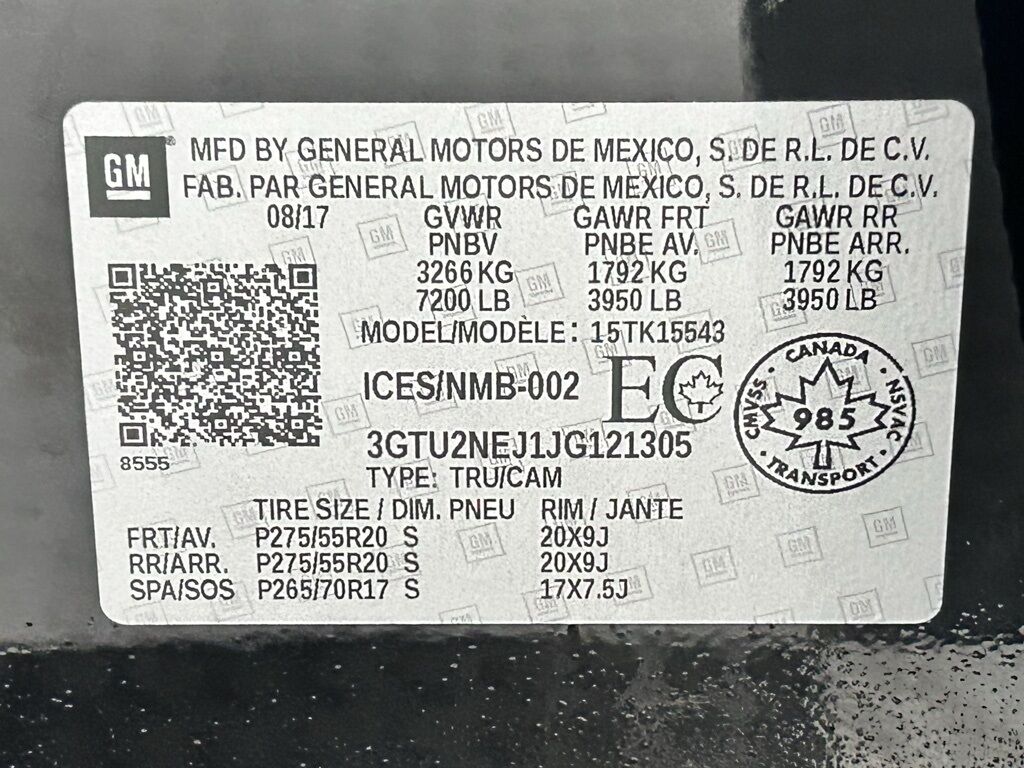 GM
MFD BY GENERAL MOTORS DE MEXICO, S. DE R.L. DE C.V.
FAB. PAR GENERAL MOTORS DE MEXICO, S. DE R.L. DE C.V.
08/17 GVWR GAWR FRT GAWR RR
PNBV PNBE AV. PNBE ARR.
3266 KG 1792 KG 1792 KG
7200 LB 3950 LB 3950 LB
MODEL/MODÈLE: 15TK15543
ICES/NMB-002 EC
CANADA
CMVSS 985 NSVAC
TRANSPORT
3GTU2NEJ1JG121305
8555
TYPE: TRU/CAM
TIRE SIZE / DIM. PNEU RIM / JANTE
FRT/AV. P275/55R20 S 20X9J
RR/ARR. P275/55R20 S 20X9J
SPA/SOS P265/70R17 S 17X7.5J